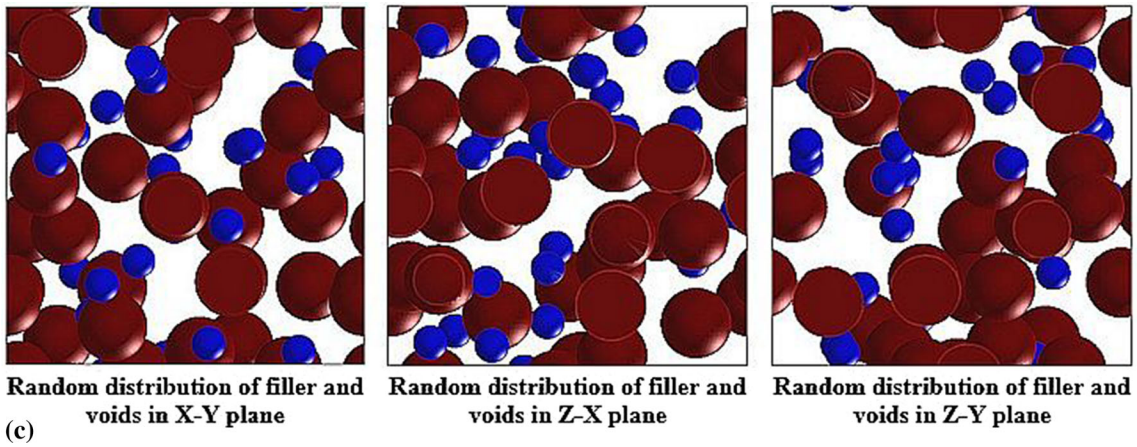 Random distribution of filler and
voids in X-Y plane
Random distribution of filler and
voids in Z-X plane
Random distribution of filler and
voids in Z-Y plane
(c)